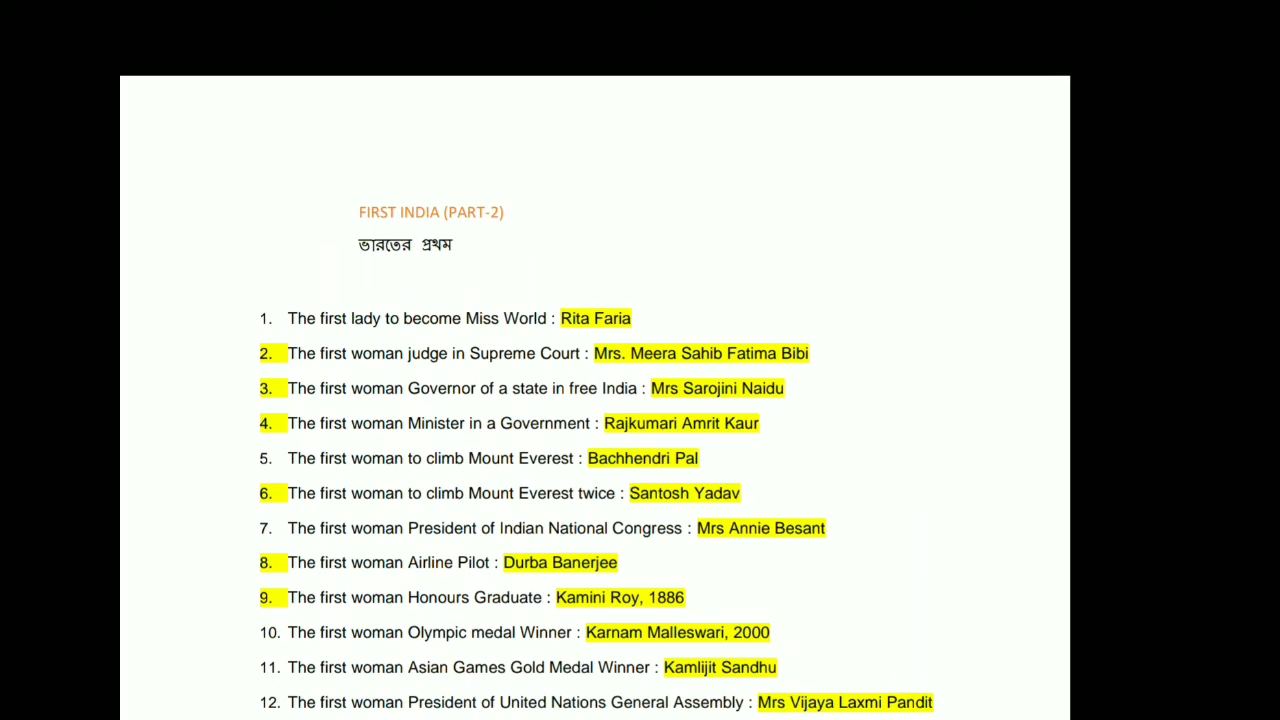 FIRST INDIA (PART-2)
ভারতের প্রথম
1. The first lady to become Miss World : Rita Faria
2. The first woman judge in Supreme Court : Mrs. Meera Sahib Fatima Bibi
3. The first woman Governor of a state in free India : Mrs Sarojini Naidu
4. The first woman Minister in a Government : Rajkumari Amrit Kaur
5. The first woman to climb Mount Everest : Bachhendri Pal
6. The first woman to climb Mount Everest twice : Santosh Yadav
7. The first woman President of Indian National Congress : Mrs Annie Besant
8. The first woman Airline Pilot : Durba Banerjee
9. The first woman Honours Graduate : Kamini Roy, 1886
10. The first woman Olympic medal Winner : Karnam Malleswari, 2000
11. The first woman Asian Games Gold Medal Winner : Kamlijit Sandhu
12. The first woman President of United Nations General Assembly : Mrs Vijaya Laxmi Pandit